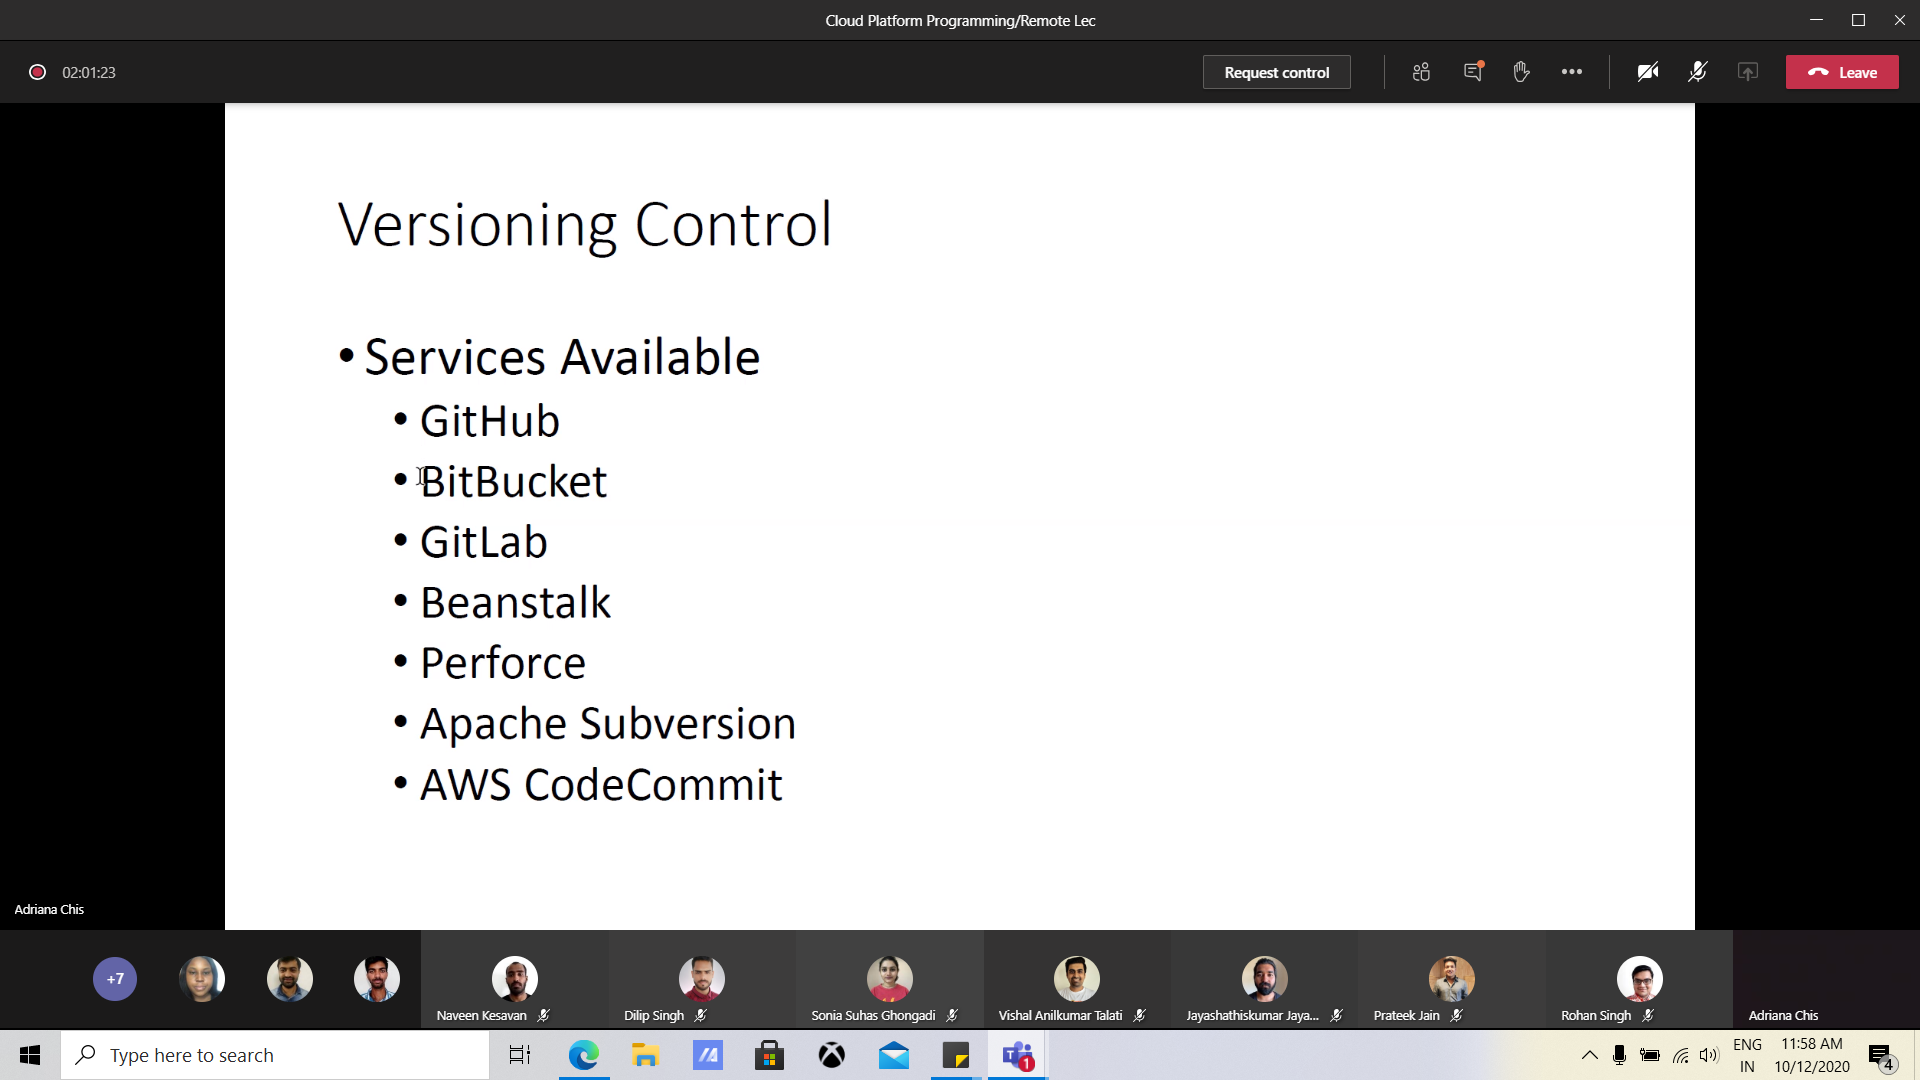 Cloud Platform Programming/Remote Lec
02:01:23
Request control
Leave
Versioning Control
• Services Available
• GitHub
• BitBucket
• GitLab
• Beanstalk
• Perforce
• Apache Subversion
• AWS CodeCommit
Adriana Chis
+7
Naveen Kesavan
Dilip Singh
Sonia Suhas Ghongadi
Vishal Anilkumar Talati
Jayashathiskumar Jaya...
Prateek Jain
Rohan Singh
Adriana Chis
Type here to search
1
ENG
IN
11:58 AM
10/12/2020
4